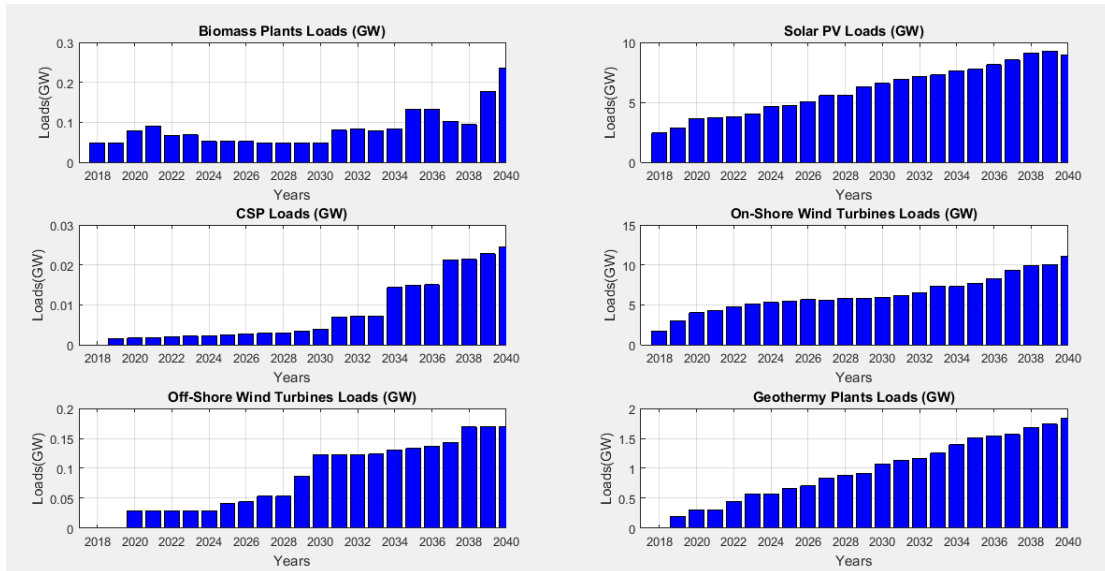 Biomass Plants Loads (GW)
0.3
0.2
0.1
0
Loads(GW)
2018 2020 2022 2024 2026 2028 2030 2032 2034 2036 2038 2040
Years
Solar PV Loads (GW)
10
5
0
Loads(GW)
2018 2020 2022 2024 2026 2028 2030 2032 2034 2036 2038 2040
Years
CSP Loads (GW)
0.03
0.02
0.01
0
Loads(GW)
2018 2020 2022 2024 2026 2028 2030 2032 2034 2036 2038 2040
Years
On-Shore Wind Turbines Loads (GW)
15
10
5
0
Loads(GW)
2018 2020 2022 2024 2026 2028 2030 2032 2034 2036 2038 2040
Years
Off-Shore Wind Turbines Loads (GW)
0.2
0.15
0.1
0.05
0
Loads(GW)
2018 2020 2022 2024 2026 2028 2030 2032 2034 2036 2038 2040
Years
Geothermy Plants Loads (GW)
2
1.5
1
0.5
0
Loads(GW)
2018 2020 2022 2024 2026 2028 2030 2032 2034 2036 2038 2040
Years